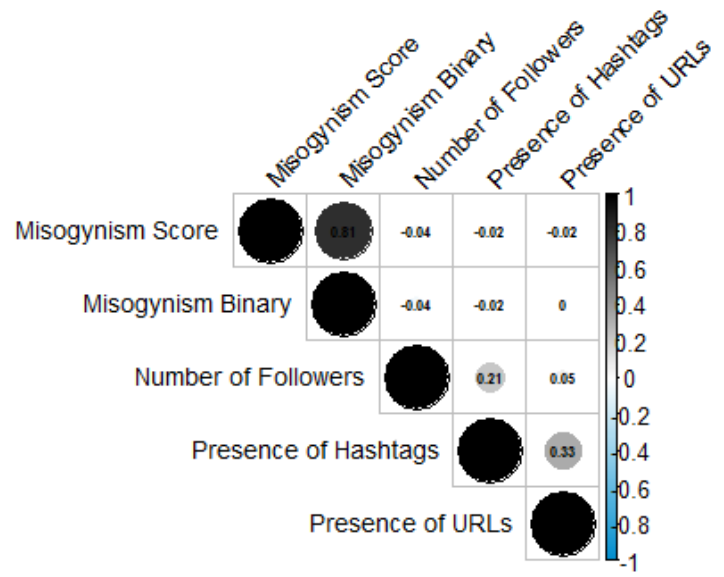 Misogynism Score
Misogynism Binary
Number of Followers
Presence of Hashtags
Presence of URLs
Misogynism Score 0.81 -0.04 -0.02 -0.02
Misogynism Binary -0.04 -0.02 0
Number of Followers 0.21 0.05
Presence of Hashtags 0.33
Presence of URLs
1
0.8
0.6
0.4
0.2
0
-0.2
-0.4
-0.6
-0.8
-1